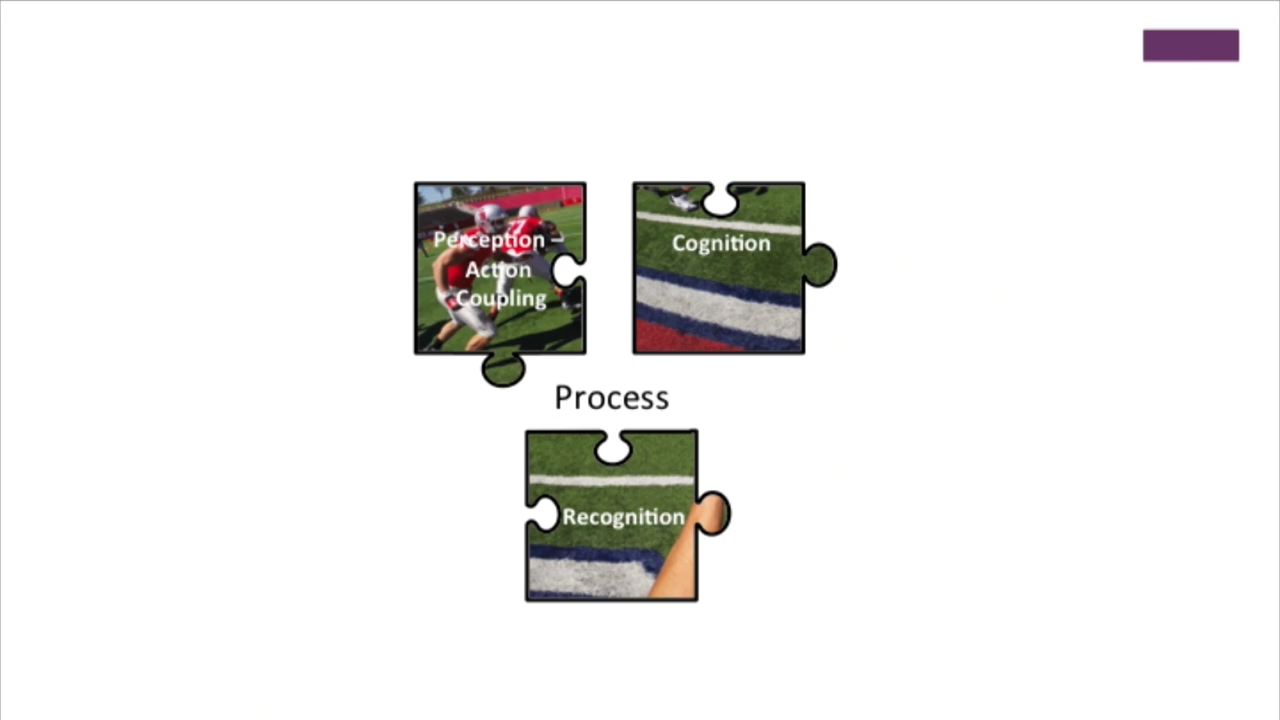 Perception –
Action
Coupling
Cognition
Process
Recognition